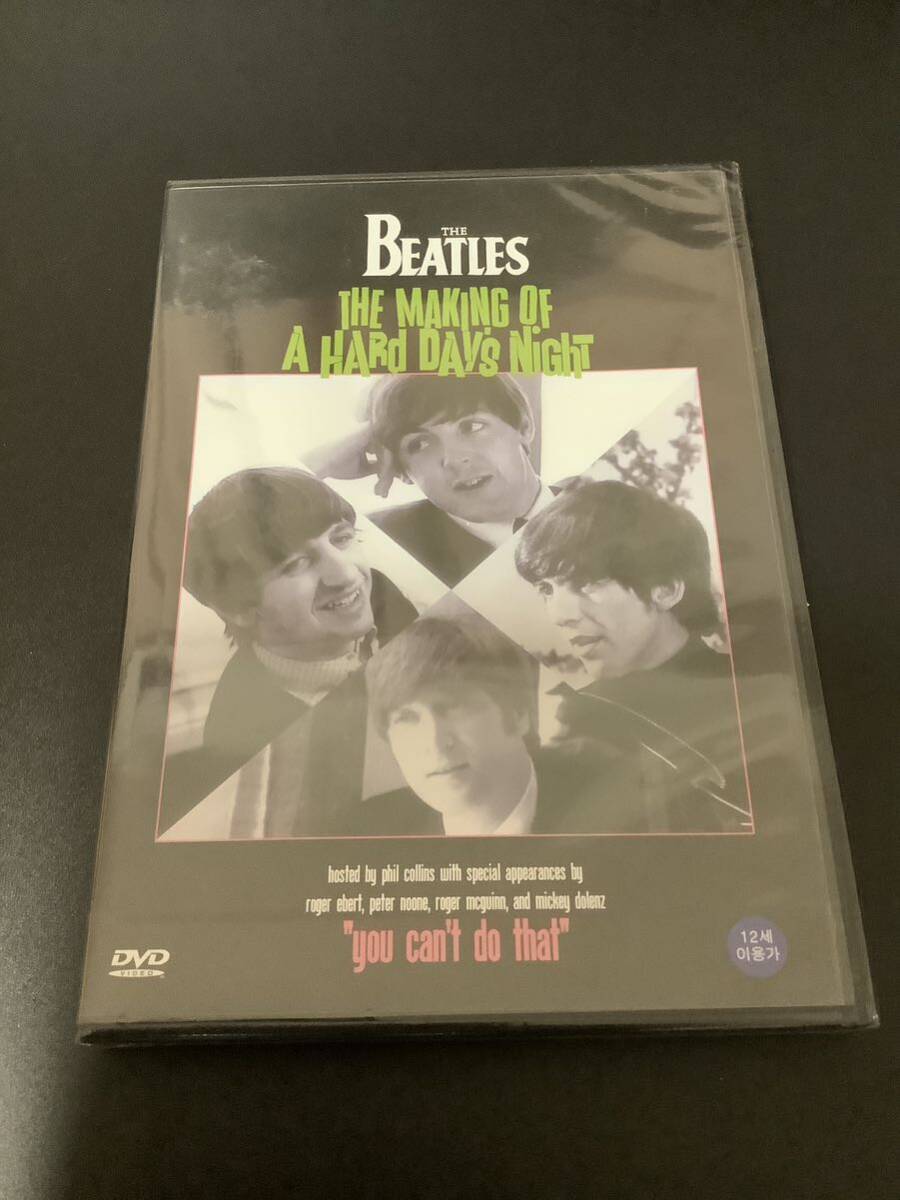 THE
BEATLES
THE MAKING OF
A HARD DAY'S NIGHT
hosted by phil collins with special appearances by
roger ebert, peter noone, roger mcguinn, and mickey dolenz
"you can't do that"
DVD
VIDEO
12세
이용가